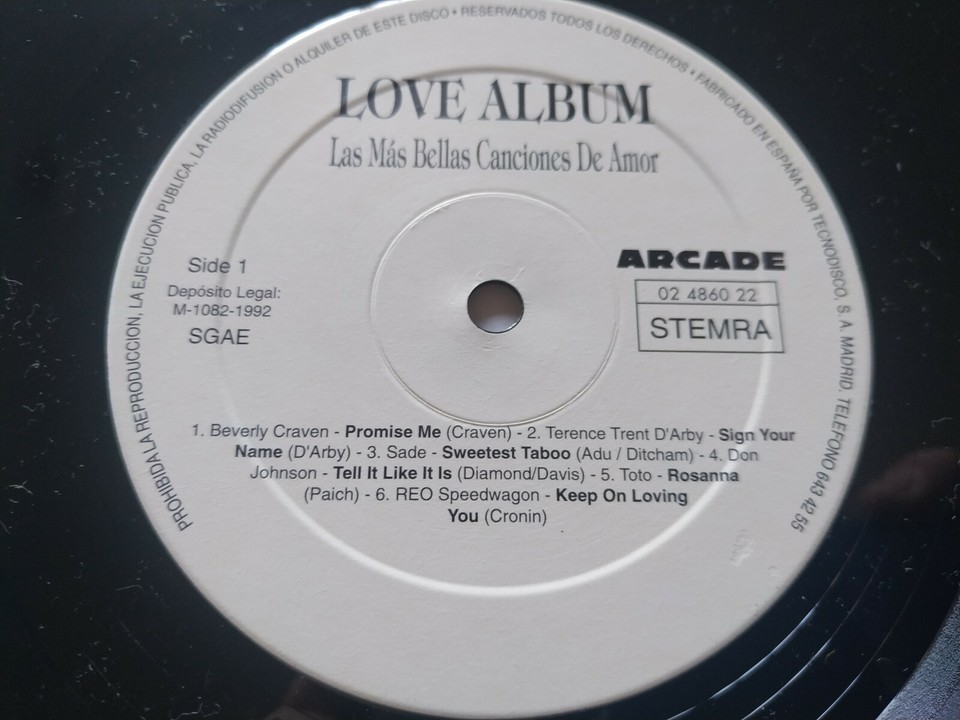 PROHIBIDA LA REPRODUCCION, LA EJECUCION PUBLICA, LA RADIODIFUSION O ALQUILER DE ESTE DISCO • RESERVADOS TODOS LOS DERECHOS • FABRICADO EN ESPAÑA POR TECNODISCO, S. A. MADRID, TELEFONO 643 42 55
LOVE ALBUM
Las Más Bellas Canciones De Amor
Side 1
Depósito Legal:
M-1082-1992
SGAE
ARCADE
02 4860 22
STEMRA
1. Beverly Craven - Promise Me (Craven) - 2. Terence Trent D'Arby - Sign Your
Name (D'Arby) - 3. Sade - Sweetest Taboo (Adu / Ditcham) - 4. Don
Johnson - Tell It Like It Is (Diamond/Davis) - 5. Toto - Rosanna
(Paich) - 6. REO Speedwagon - Keep On Loving
You (Cronin)